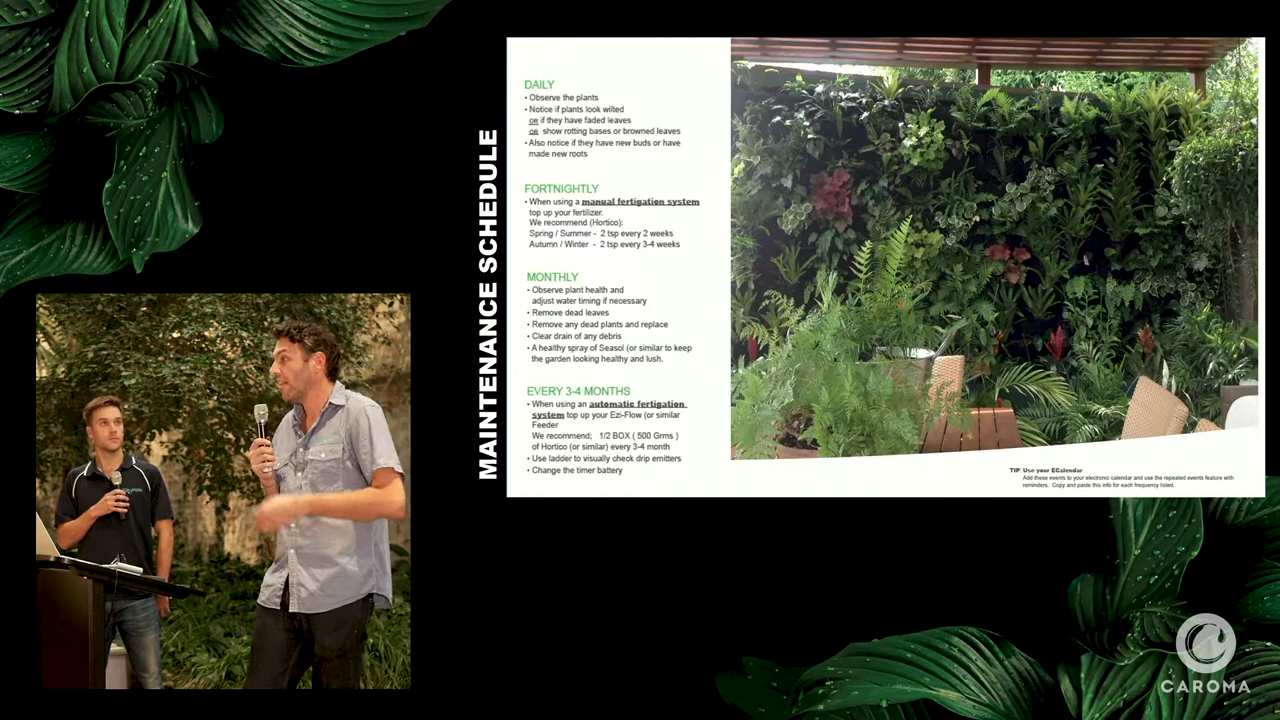 MAINTENANCE SCHEDULE
DAILY
• Observe the plants
• Notice if plants look wilted
OR if they have faded leaves
OR show rotting bases or browned leaves
• Also notice if they have new buds or have
made new roots
FORTNIGHTLY
• When using a manual fertigation system
top up your fertilizer.
We recommend (Hortico):
Spring / Summer - 2 tsp every 2 weeks
Autumn / Winter - 2 tsp every 3-4 weeks
MONTHLY
• Observe plant health and
adjust water timing if necessary
• Remove dead leaves
• Remove any dead plants and replace
• Clear drain of any debris
• A healthy spray of Seasol (or similar to keep
the garden looking healthy and lush.
EVERY 3-4 MONTHS
• When using an automatic fertigation
system top up your Ezi-Flow (or similar
Feeder
We recommend; 1/2 BOX ( 500 Grms )
of Hortico (or similar) every 3-4 month
• Use ladder to visually check drip emitters
• Change the timer battery
TIP: Use your ECalendar
Add these events to your electronic calendar and use the repeated events feature with
reminders. Copy and paste this info for each frequency listed.
CAROMA